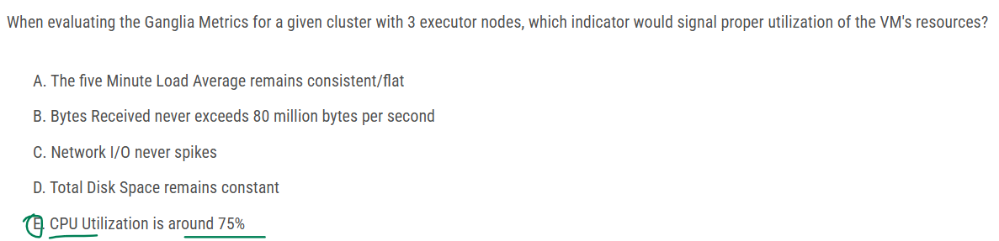 When evaluating the Ganglia Metrics for a given cluster with 3 executor nodes, which indicator would signal proper utilization of the VM's resources?
A. The five Minute Load Average remains consistent/flat
B. Bytes Received never exceeds 80 million bytes per second
C. Network I/O never spikes
D. Total Disk Space remains constant
E. CPU Utilization is around 75%